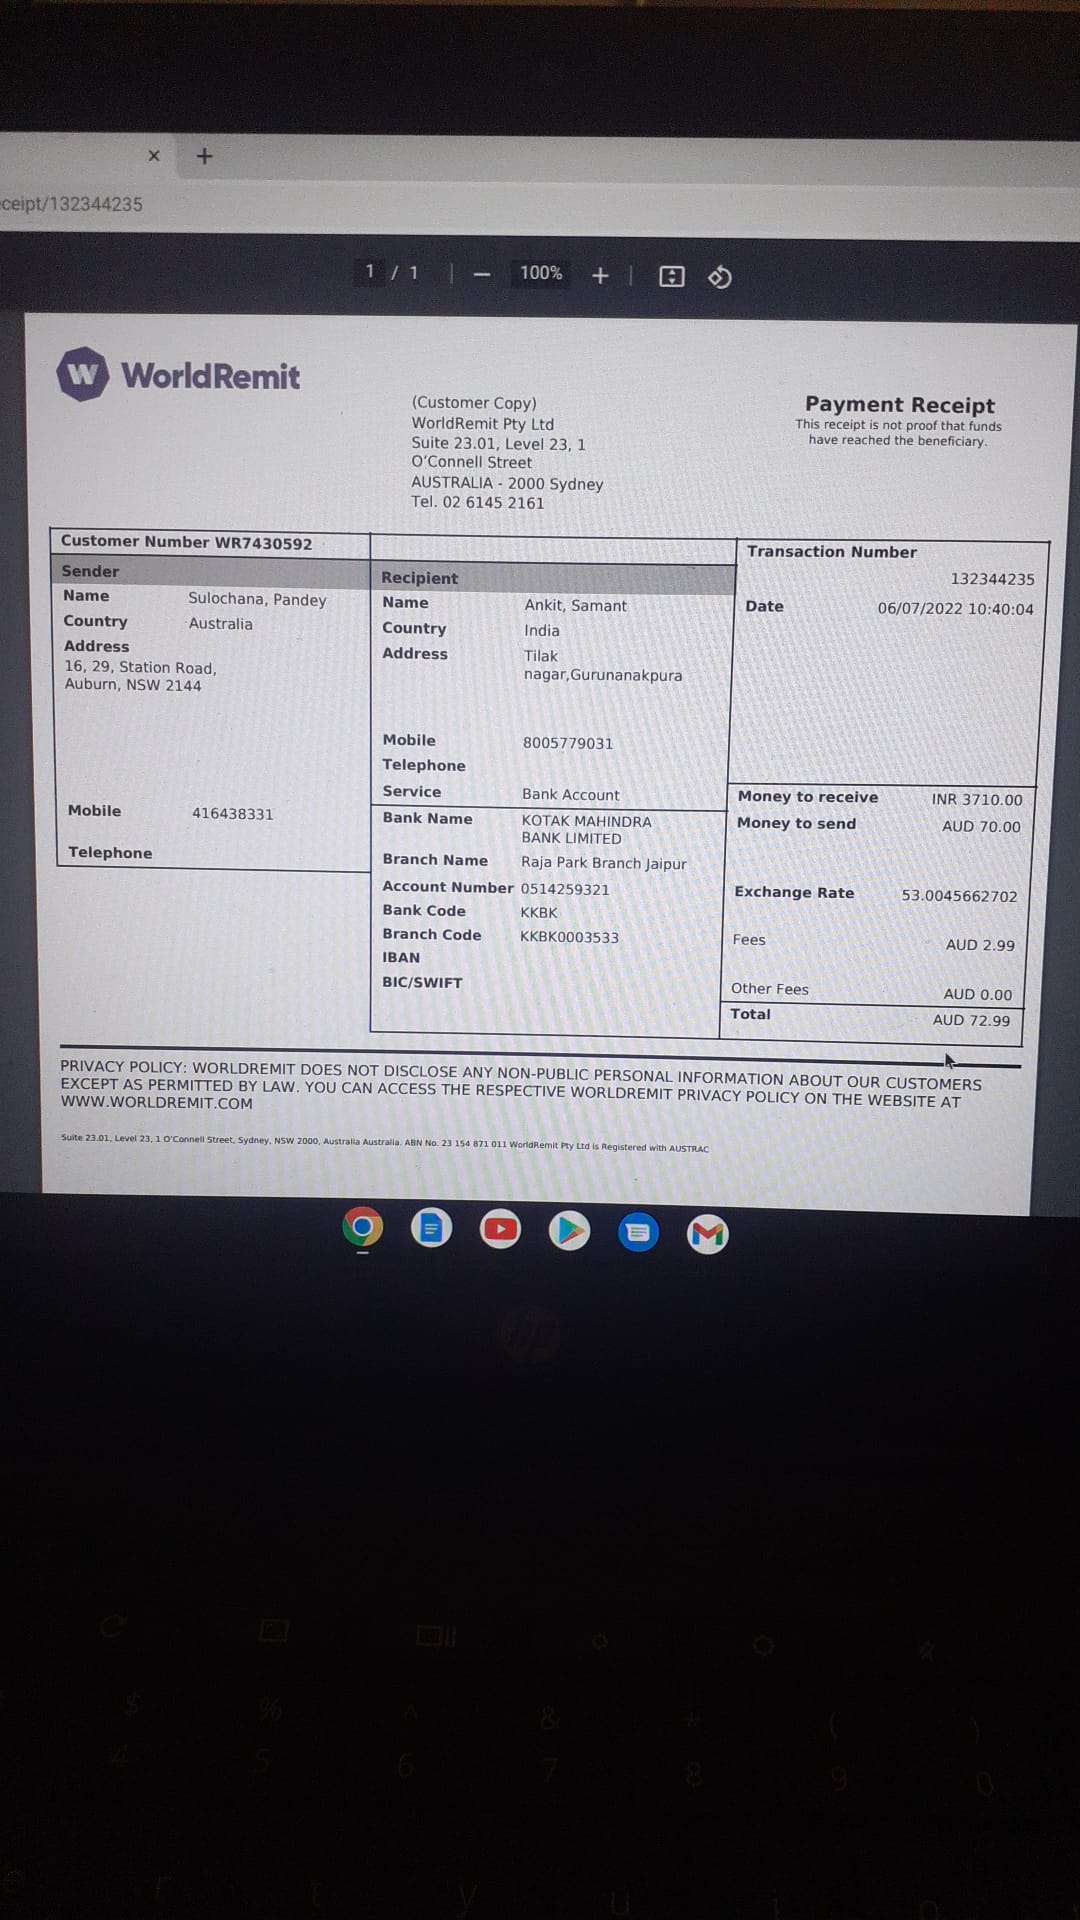 ceipt/132344235
1 / 1 | − 100% + |
W WorldRemit
(Customer Copy)
WorldRemit Pty Ltd
Suite 23.01, Level 23, 1
O'Connell Street
AUSTRALIA - 2000 Sydney
Tel. 02 6145 2161
Payment Receipt
This receipt is not proof that funds
have reached the beneficiary.
Customer Number WR7430592
Sender
Name Sulochana, Pandey
Country Australia
Address
16, 29, Station Road,
Auburn, NSW 2144
Mobile 416438331
Telephone
Recipient
Name Ankit, Samant
Country India
Address Tilak
nagar,Gurunanakpura
Mobile 8005779031
Telephone
Service Bank Account
Bank Name KOTAK MAHINDRA
BANK LIMITED
Branch Name Raja Park Branch Jaipur
Account Number 0514259321
Bank Code KKBK
Branch Code KKBK0003533
IBAN
BIC/SWIFT
Transaction Number
132344235
Date 06/07/2022 10:40:04
Money to receive INR 3710.00
Money to send AUD 70.00
Exchange Rate 53.0045662702
Fees AUD 2.99
Other Fees AUD 0.00
Total AUD 72.99
PRIVACY POLICY: WORLDREMIT DOES NOT DISCLOSE ANY NON-PUBLIC PERSONAL INFORMATION ABOUT OUR CUSTOMERS
EXCEPT AS PERMITTED BY LAW. YOU CAN ACCESS THE RESPECTIVE WORLDREMIT PRIVACY POLICY ON THE WEBSITE AT
WWW.WORLDREMIT.COM
Suite 23.01, Level 23, 1 O'Connell Street, Sydney, NSW 2000, Australia Australia. ABN No. 23 154 871 011 WorldRemit Pty Ltd is Registered with AUSTRAC
hp
$ % ^ & * ( )
4 5 6 7 8 9 0
e r t y u i o